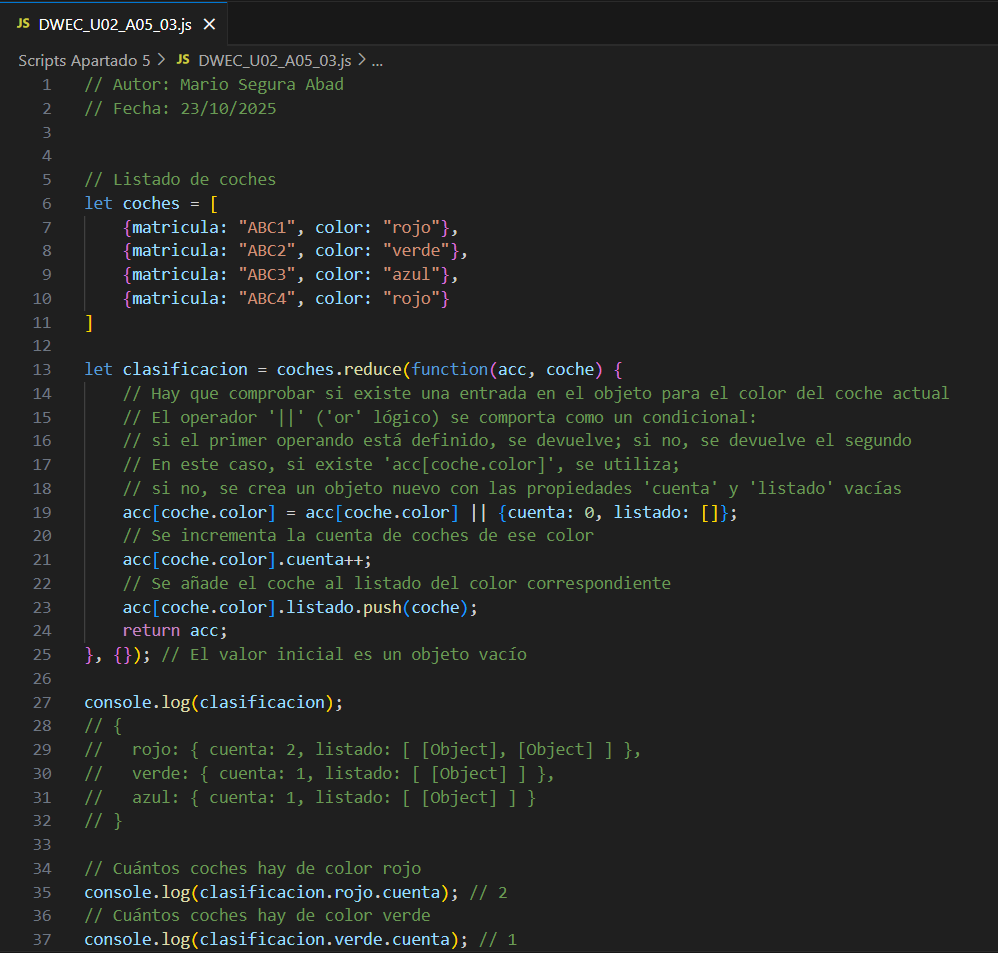 JS DWEC_U02_A05_03.js ×
Scripts Apartado 5 > JS DWEC_U02_A05_03.js > ...
1 // Autor: Mario Segura Abad
2 // Fecha: 23/10/2025
3
4
5 // Listado de coches
6 let coches = [
7 {matricula: "ABC1", color: "rojo"},
8 {matricula: "ABC2", color: "verde"},
9 {matricula: "ABC3", color: "azul"},
10 {matricula: "ABC4", color: "rojo"}
11 ]
12
13 let clasificacion = coches.reduce(function(acc, coche) {
14 // Hay que comprobar si existe una entrada en el objeto para el color del coche actual
15 // El operador '||' ('or' lógico) se comporta como un condicional:
16 // si el primer operando está definido, se devuelve; si no, se devuelve el segundo
17 // En este caso, si existe 'acc[coche.color]', se utiliza;
18 // si no, se crea un objeto nuevo con las propiedades 'cuenta' y 'listado' vacías
19 acc[coche.color] = acc[coche.color] || {cuenta: 0, listado: []};
20 // Se incrementa la cuenta de coches de ese color
21 acc[coche.color].cuenta++;
22 // Se añade el coche al listado del color correspondiente
23 acc[coche.color].listado.push(coche);
24 return acc;
25 }, {}); // El valor inicial es un objeto vacío
26
27 console.log(clasificacion);
28 // {
29 //   rojo: { cuenta: 2, listado: [ [Object], [Object] ] },
30 //   verde: { cuenta: 1, listado: [ [Object] ] },
31 //   azul: { cuenta: 1, listado: [ [Object] ] }
32 // }
33
34 // Cuántos coches hay de color rojo
35 console.log(clasificacion.rojo.cuenta); // 2
36 // Cuántos coches hay de color verde
37 console.log(clasificacion.verde.cuenta); // 1